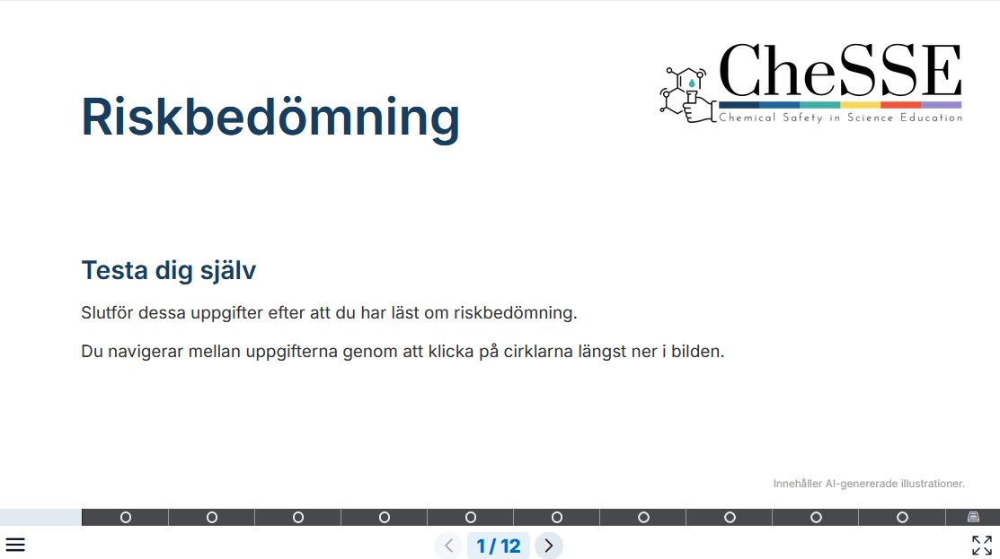 CheSSE
Chemical Safety in Science Education
Riskbedömning
Testa dig själv
Slutför dessa uppgifter efter att du har läst om riskbedömning.
Du navigerar mellan uppgifterna genom att klicka på cirklarna längst ner i bilden.
Innehåller AI-genererade illustrationer.
1 / 12